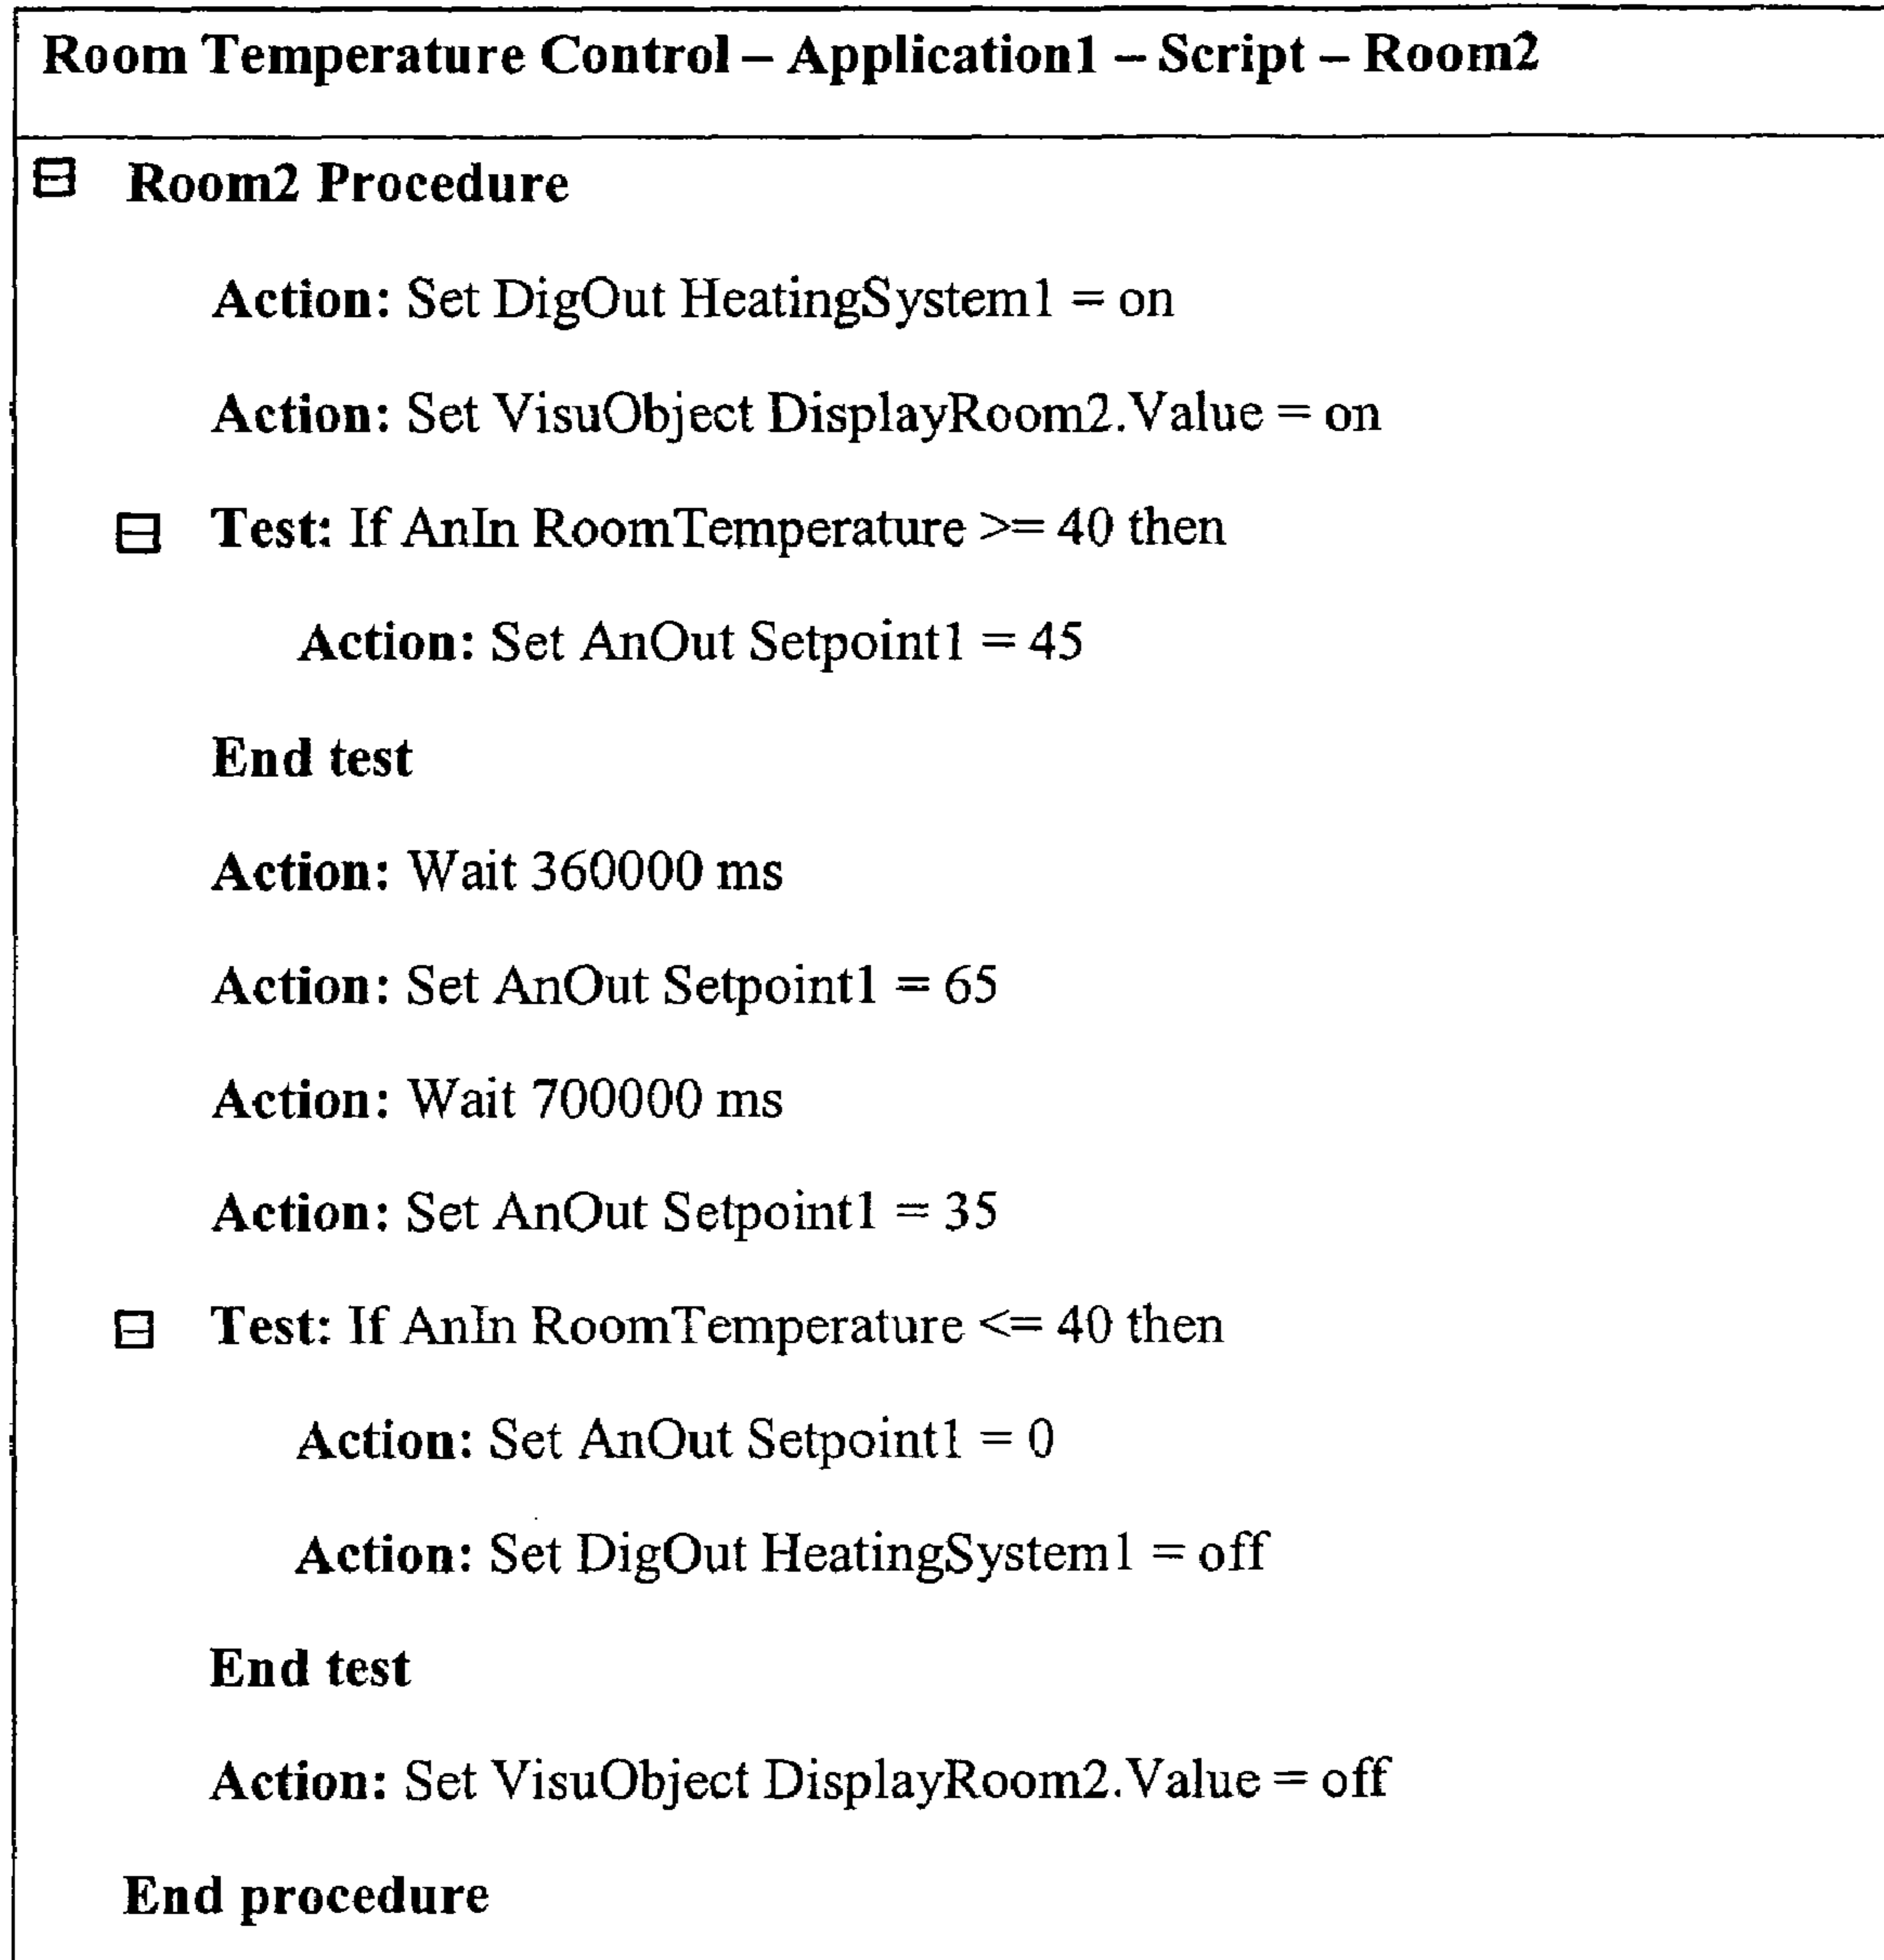 Room Temperature Control – Application1 – Script – Room2
Room2 Procedure
Action: Set DigOut HeatingSystem1 = on
Action: Set VisuObject DisplayRoom2.Value = on
Test: If AnIn RoomTemperature >= 40 then
Action: Set AnOut Setpoint1 = 45
End test
Action: Wait 360000 ms
Action: Set AnOut Setpoint1 = 65
Action: Wait 700000 ms
Action: Set AnOut Setpoint1 = 35
Test: If AnIn RoomTemperature <= 40 then
Action: Set AnOut Setpoint1 = 0
Action: Set DigOut HeatingSystem1 = off
End test
Action: Set VisuObject DisplayRoom2.Value = off
End procedure